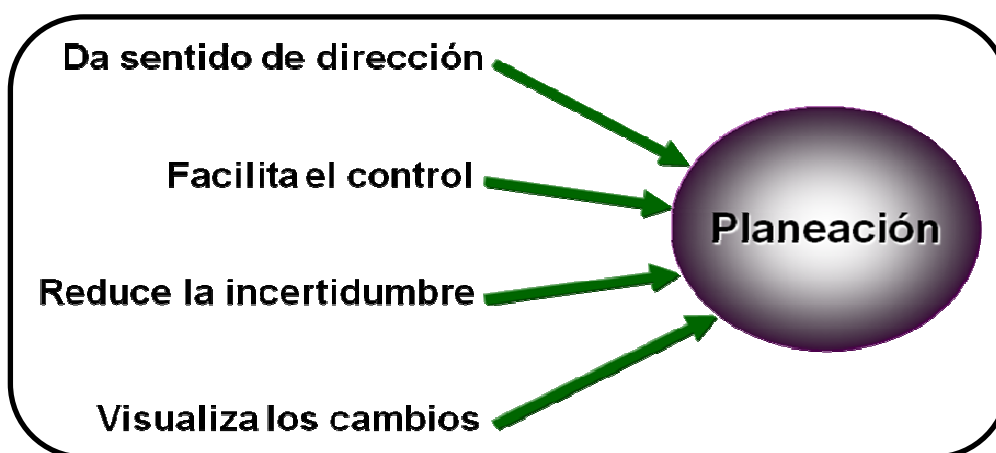 Da sentido de dirección
Facilita el control
Planeación
Reduce la incertidumbre
Visualiza los cambios